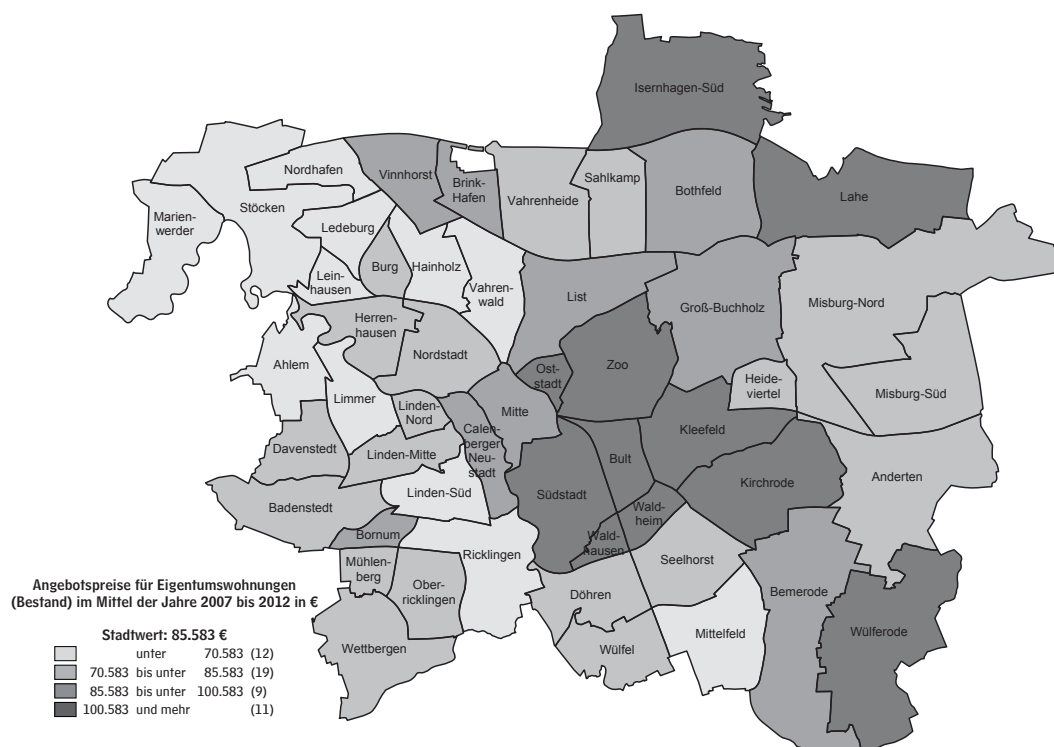 Isernhagen-Süd
Nordhafen
Vinnhorst
Brink-
Hafen
Vahrenheide
Sahlkamp
Bothfeld
Lahe
Marien-
werder
Stöcken
Ledeburg
Burg
Hainholz
Lein-
hausen
Vahren-
wald
List
Groß-Buchholz
Misburg-Nord
Herren-
hausen
Nordstadt
Ahlem
Ost-
stadt
Zoo
Heide-
viertel
Misburg-Süd
Limmer
Linden-
Nord
Mitte
Calen-
berger
Neu-
stadt
Kleefeld
Davenstedt
Linden-Mitte
Bult
Kirchrode
Anderten
Linden-Süd
Südstadt
Badenstedt
Wald-
heim
Bornum
Wald-
hausen
Ricklingen
Seelhorst
Mühlen-
berg
Ober-
ricklingen
Döhren
Bemerode
Wettbergen
Wülfel
Mittelfeld
Wülferode
Angebotspreise für Eigentumswohnungen
(Bestand) im Mittel der Jahre 2007 bis 2012 in €
Stadtwert: 85.583 €
unter 70.583 (12)
70.583 bis unter 85.583 (19)
85.583 bis unter 100.583 (9)
100.583 und mehr (11)